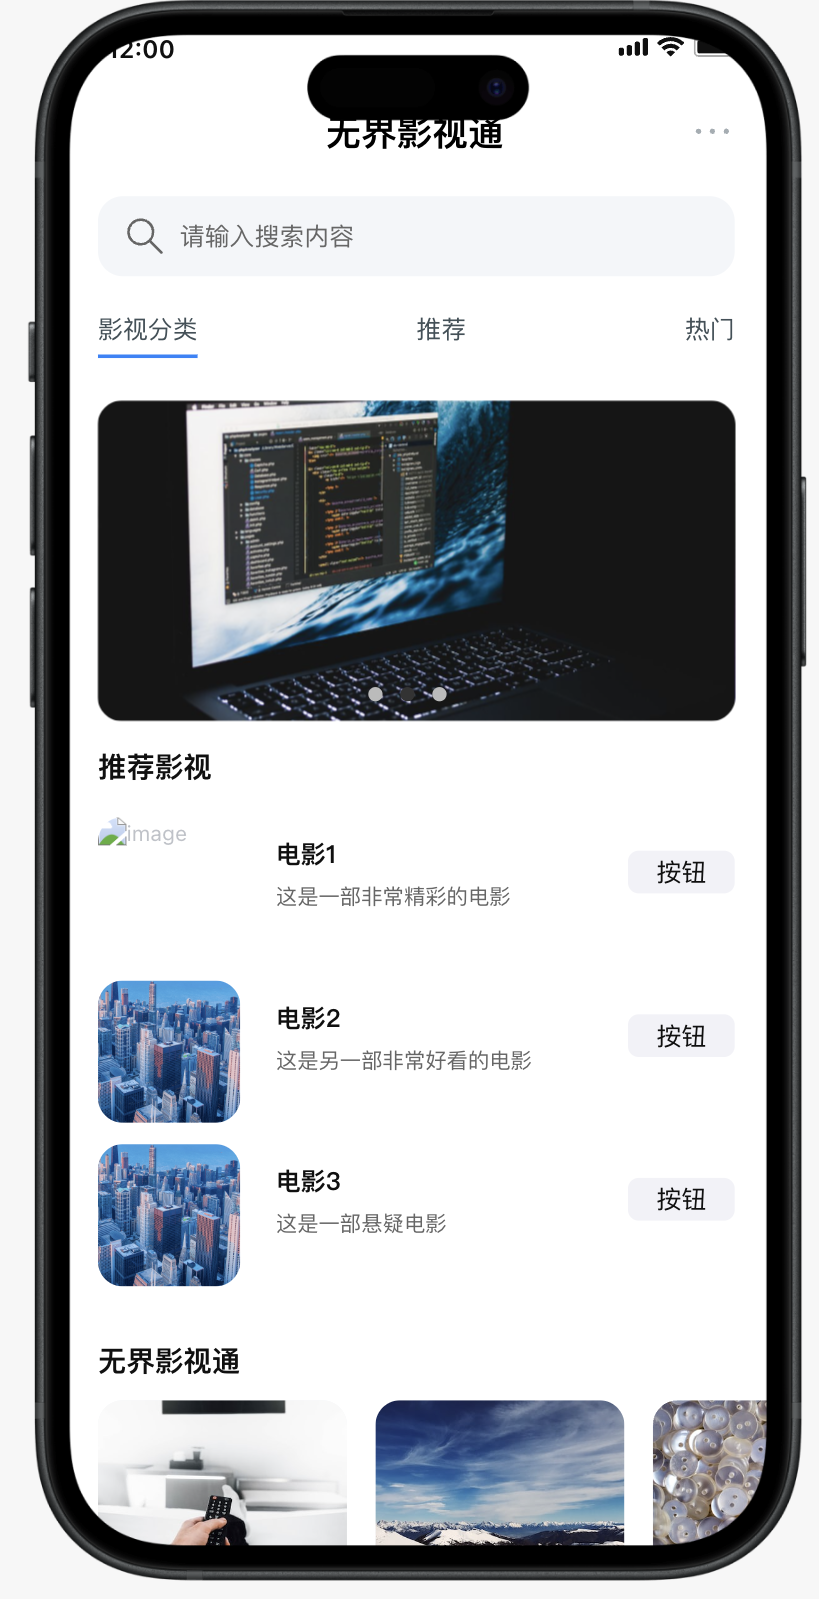 12:00
无界影视通
请输入搜索内容
影视分类 推荐 热门
推荐影视
image
电影1
这是一部非常精彩的电影
按钮
电影2
这是另一部非常好看的电影
按钮
电影3
这是一部悬疑电影
按钮
无界影视通